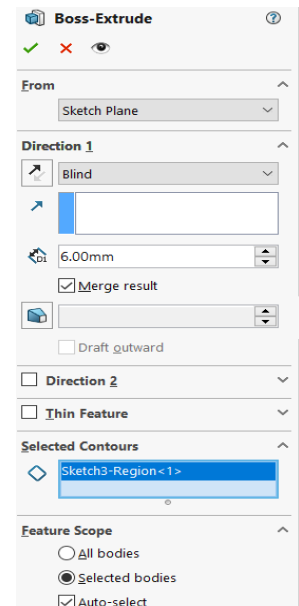 Boss-Extrude
From
Sketch Plane
Direction 1
Blind
D1
6.00mm
Merge result
Draft outward
Direction 2
Thin Feature
Selected Contours
Sketch3-Region<1>
Feature Scope
All bodies
Selected bodies
Auto-select